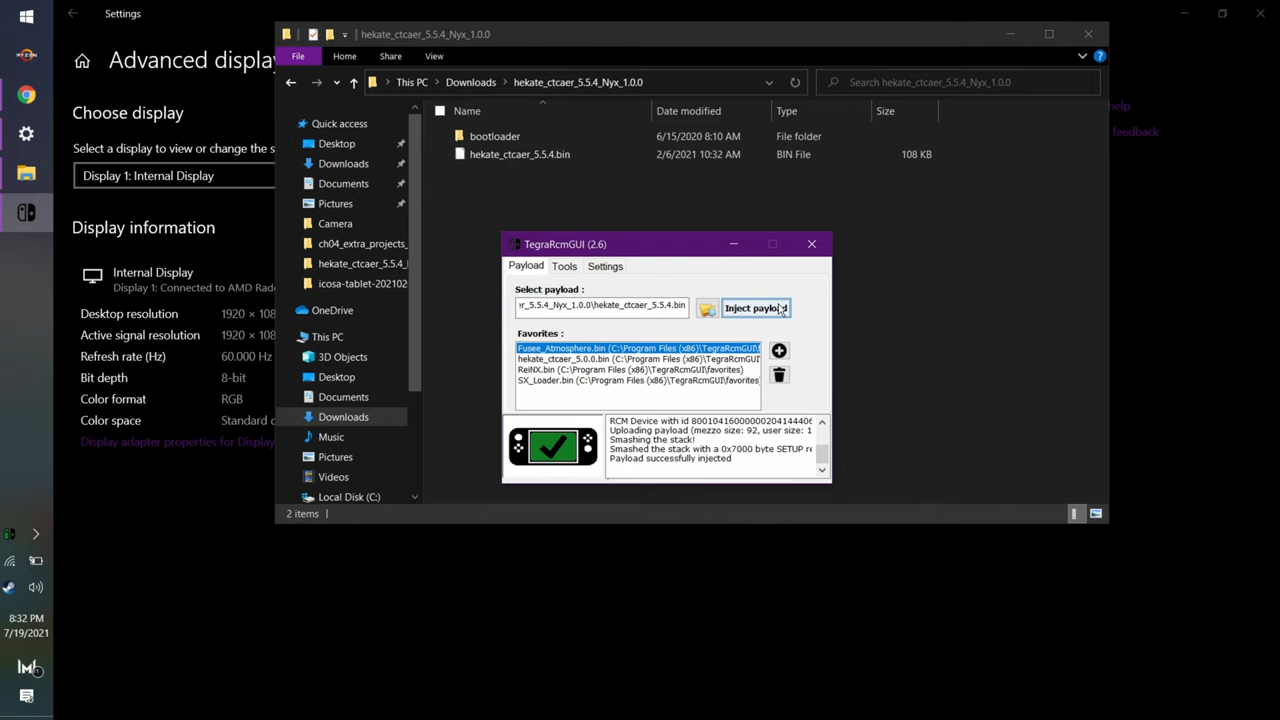 Settings
Advanced displa
Choose display
Select a display to view or change the s
Display 1: Internal Display
Display information
Internal Display
Display 1: Connected to AMD Rade
Desktop resolution 1920 × 108
Active signal resolution 1920 × 108
Refresh rate (Hz) 60.000 Hz
Bit depth 8-bit
Color format RGB
Color space Standard c
Display adapter properties for Display
help
feedback
hekate_ctcaer_5.5.4_Nyx_1.0.0
File Home Share View
This PC Downloads hekate_ctcaer_5.5.4_Nyx_1.0.0
Search hekate_ctcaer_5.5.4_Nyx_1.0.0
Name Date modified Type Size
bootloader 6/15/2020 8:10 AM File folder
hekate_ctcaer_5.5.4.bin 2/6/2021 10:32 AM BIN File 108 KB
Quick access
Desktop
Downloads
Documents
Pictures
Camera
ch04_extra_projects_
hekate_ctcaer_5.5.4_
icosa-tablet-202102
OneDrive
This PC
3D Objects
Desktop
Documents
Downloads
Music
Pictures
Videos
Local Disk (C:)
2 items
TegraRcmGUI (2.6)
Payload Tools Settings
Select payload :
r_5.5.4_Nyx_1.0.0\hekate_ctcaer_5.5.4.bin
Inject payload
Favorites :
Fusee_Atmosphere.bin (C:\Program Files (x86)\TegraRcmGUI\f
hekate_ctcaer_5.0.0.bin (C:\Program Files (x86)\TegraRcmGUI
ReiNX.bin (C:\Program Files (x86)\TegraRcmGUI\favorites)
SX_Loader.bin (C:\Program Files (x86)\TegraRcmGUI\favorites)
RCM Device with id 80010416000000020414440
Uploading payload (mezzo size: 92, user size: 1
Smashing the stack!
Smashed the stack with a 0x7000 byte SETUP re
Payload successfully injected
RYZEN
8:32 PM
7/19/2021